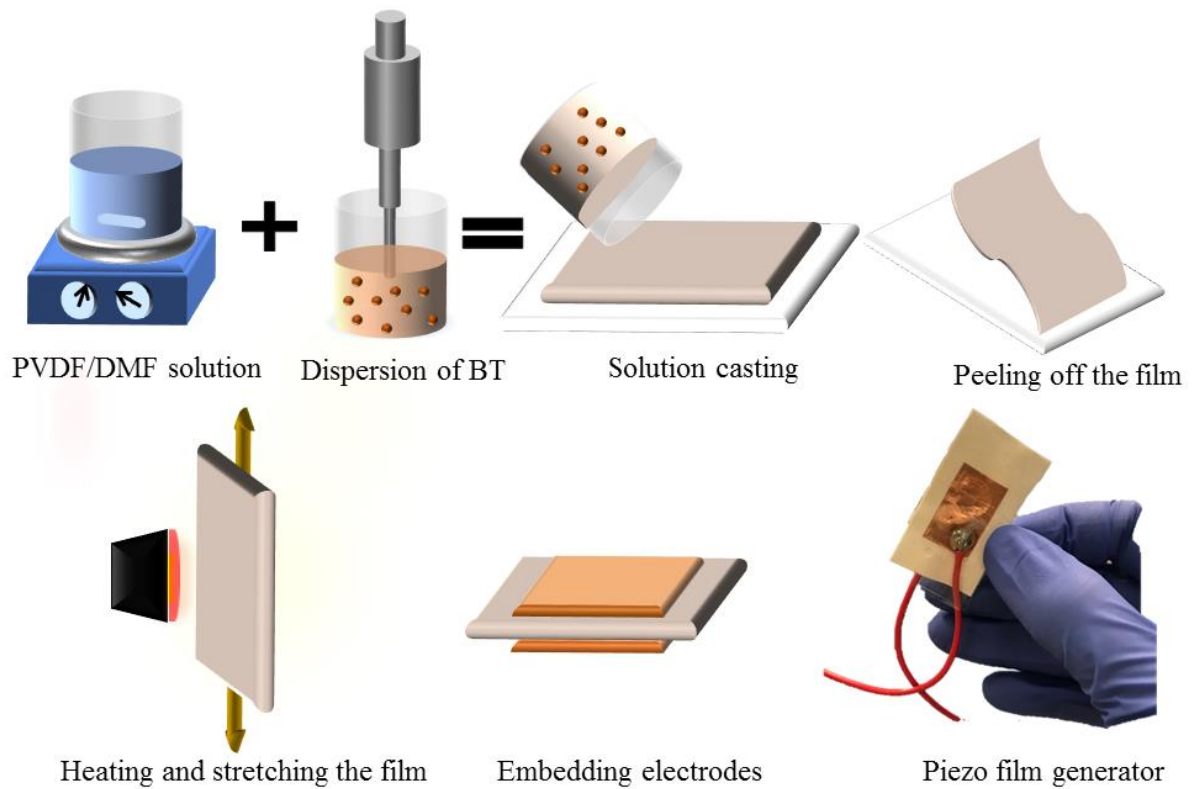 PVDF/DMF solution
Dispersion of BT
Solution casting
Peeling off the film
Heating and stretching the film
Embedding electrodes
Piezo film generator